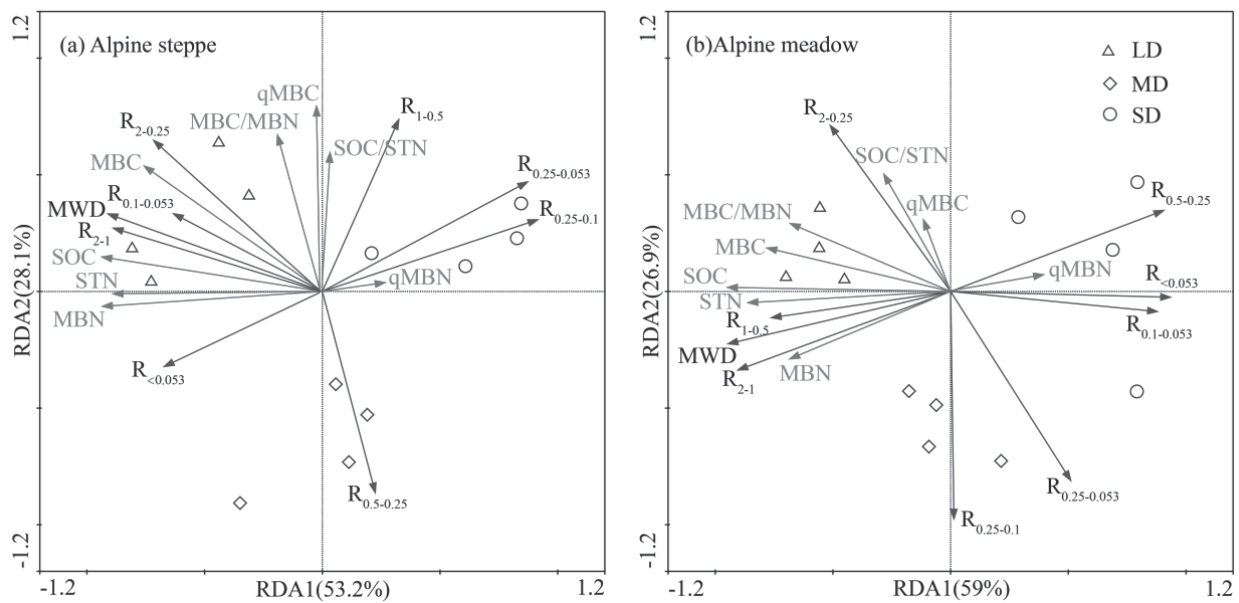 (a) Alpine steppe
1.2
RDA2(28.1%)
-1.2
-1.2
RDA1(53.2%)
1.2
qMBC
R1-0.5
R2-0.25
MBC/MBN
SOC/STN
MBC
R0.25-0.053
R0.1-0.053
MWD
R0.25-0.1
R2-1
SOC
STN
qMBN
MBN
R<0.053
R0.5-0.25
(b)Alpine meadow
LD
MD
SD
1.2
RDA2(26.9%)
-1.2
-1.2
RDA1(59%)
1.2
R2-0.25
SOC/STN
R0.5-0.25
MBC/MBN
qMBC
MBC
qMBN
SOC
R<0.053
STN
R1-0.5
R0.1-0.053
MWD
MBN
R2-1
R0.25-0.053
R0.25-0.1